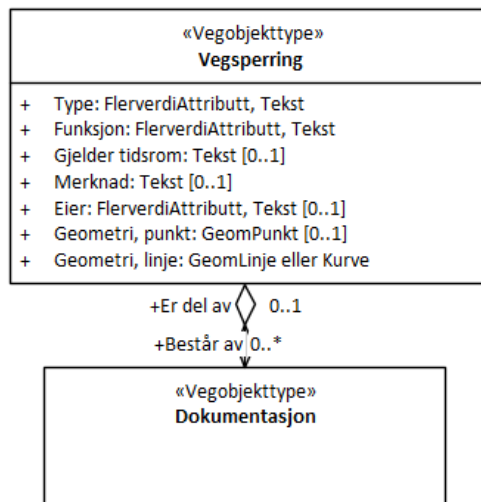 «Vegobjekttype»
Vegsperring
+ Type: FlerverdiAttributt, Tekst
+ Funksjon: FlerverdiAttributt, Tekst
+ Gjelder tidsrom: Tekst [0..1]
+ Merknad: Tekst [0..1]
+ Eier: FlerverdiAttributt, Tekst [0..1]
+ Geometri, punkt: GeomPunkt [0..1]
+ Geometri, linje: GeomLinje eller Kurve
+Er del av 0..1
+Består av 0..*
«Vegobjekttype»
Dokumentasjon